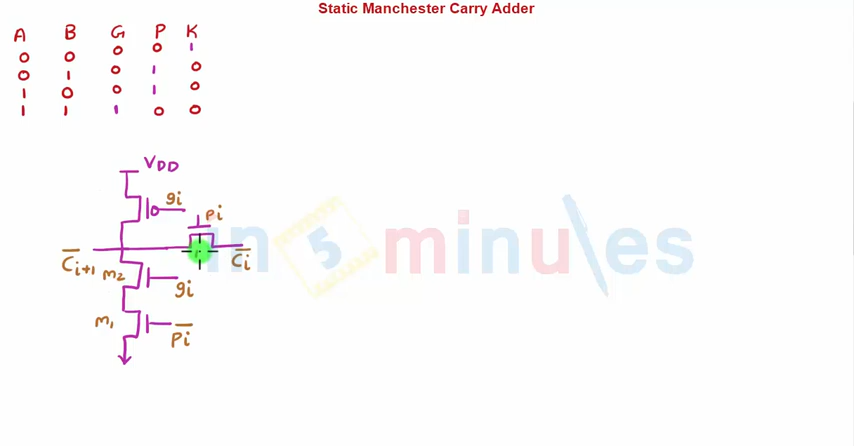 Static Manchester Carry Adder
A B G P K
0 0 0 0 1
0 1 0 1 0
1 0 0 1 0
1 1 1 0 0
VDD
gi
Pi
C̅i+1
C̅i
m2
gi
m1
P̅i
in 5 minutes